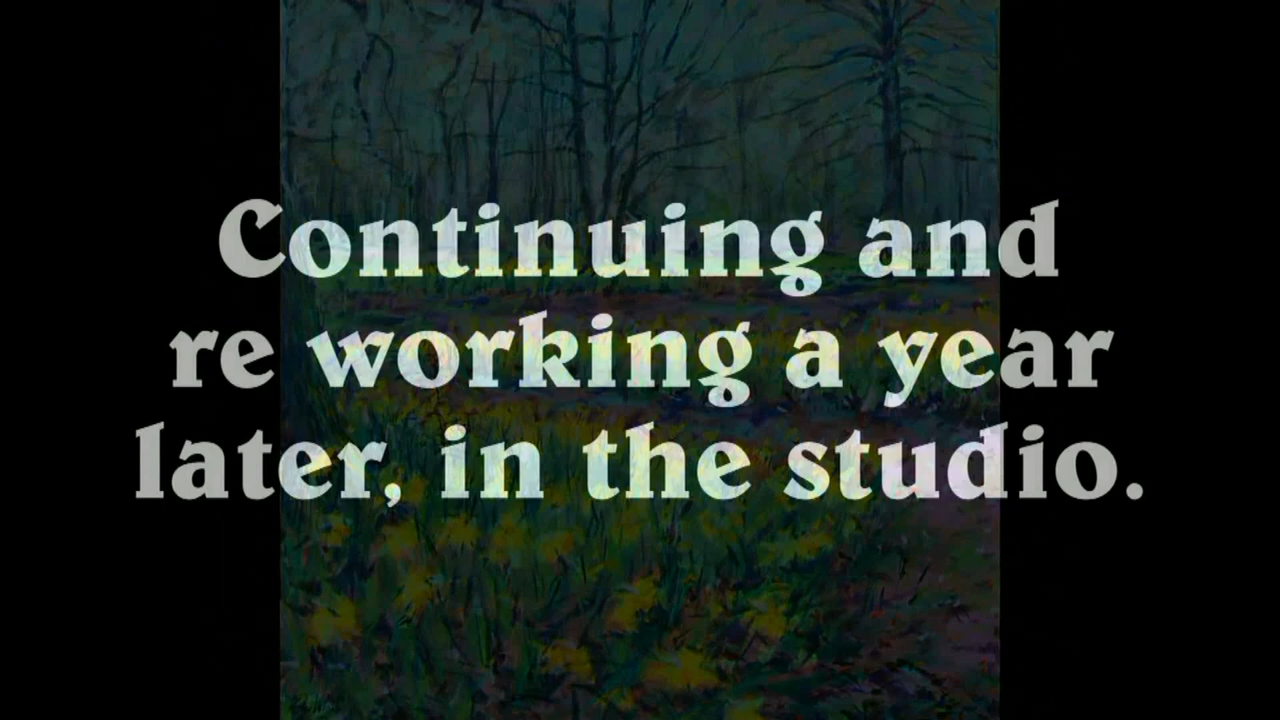 Continuing and
re working a year
later, in the studio.